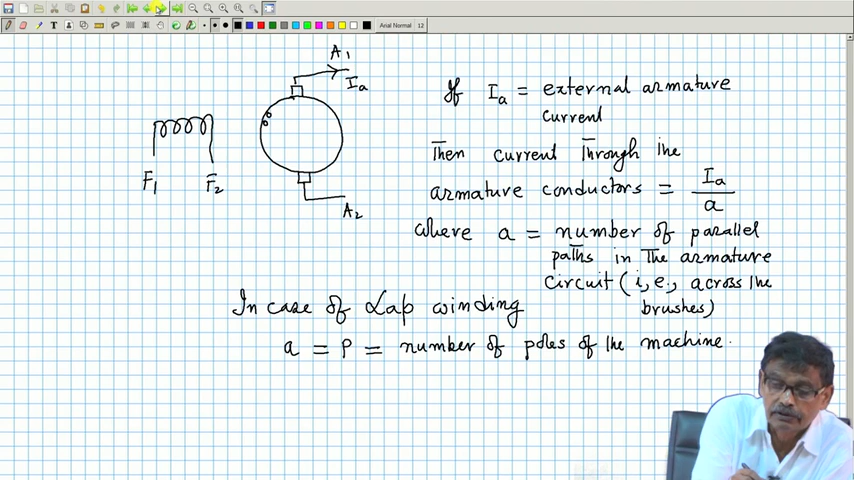 Arial Normal 12
A1
Ia
F1 F2
A2
If Ia = external armature
current
Then current through the
armature conductors = Ia/a
where a = number of parallel
paths in the armature
circuit (i,e., across the
brushes)
In case of Lap winding
a = P = number of poles of the machine.